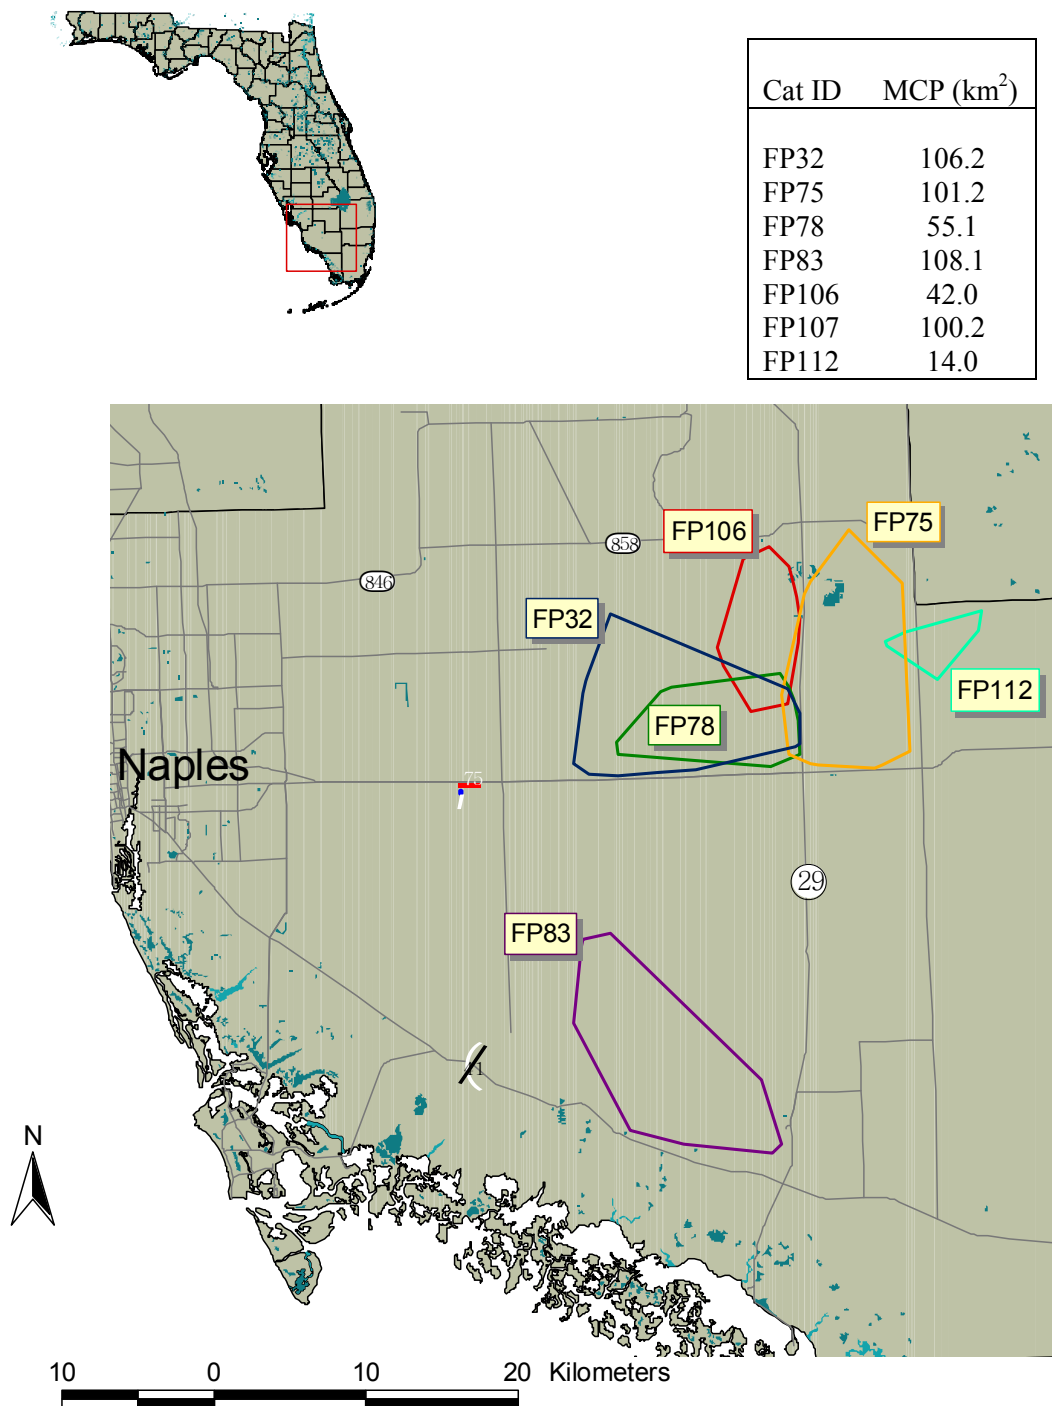 Cat ID MCP (km²)
FP32 106.2
FP75 101.2
FP78 55.1
FP83 108.1
FP106 42.0
FP107 100.2
FP112 14.0
FP75
FP106
858
846
FP32
FP112
FP78
Naples
75
29
FP83
N
10 0 10 20 Kilometers